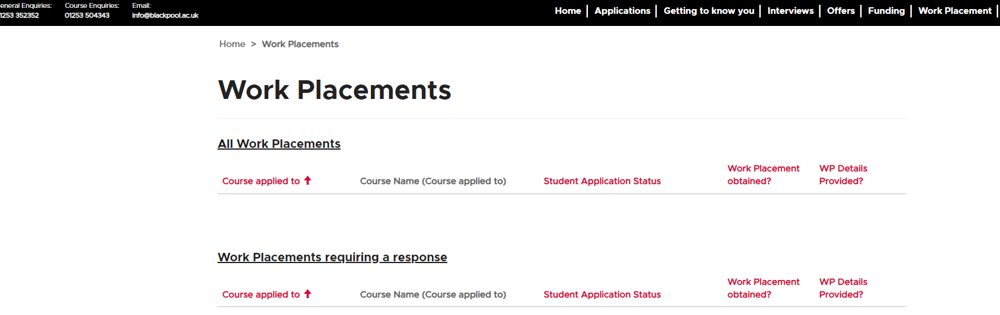 eneral Enquiries: Course Enquiries: Email:
1253 352352 01253 504343 info@blackpool.ac.uk
Home | Applications | Getting to know you | Interviews | Offers | Funding | Work Placement |
Home > Work Placements
Work Placements
All Work Placements
Course applied to ↑ Course Name (Course applied to) Student Application Status Work Placement obtained? WP Details Provided?
Work Placements requiring a response
Course applied to ↑ Course Name (Course applied to) Student Application Status Work Placement obtained? WP Details Provided?